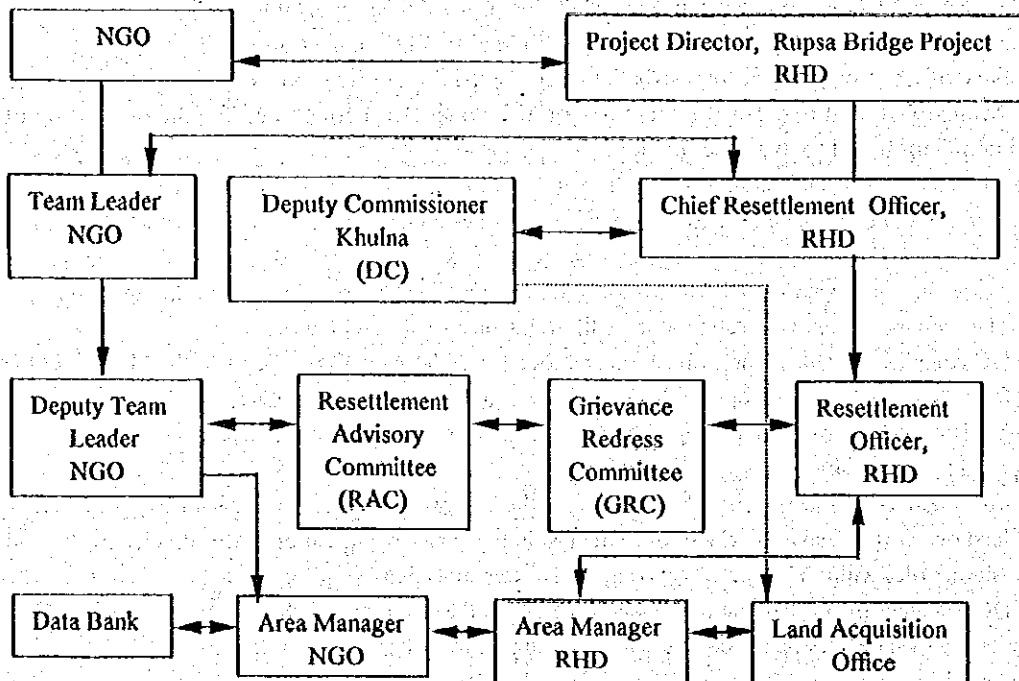 NGO
Project Director, Rupsa Bridge Project
RHD
Team Leader
NGO
Deputy Commissioner
Khulna
(DC)
Chief Resettlement Officer,
RHD
Deputy Team
Leader
NGO
Resettlement
Advisory
Committee
(RAC)
Grievance
Redress
Committee
(GRC)
Resettlement
Officer,
RHD
Data Bank
Area Manager
NGO
Area Manager
RHD
Land Acquisition
Office